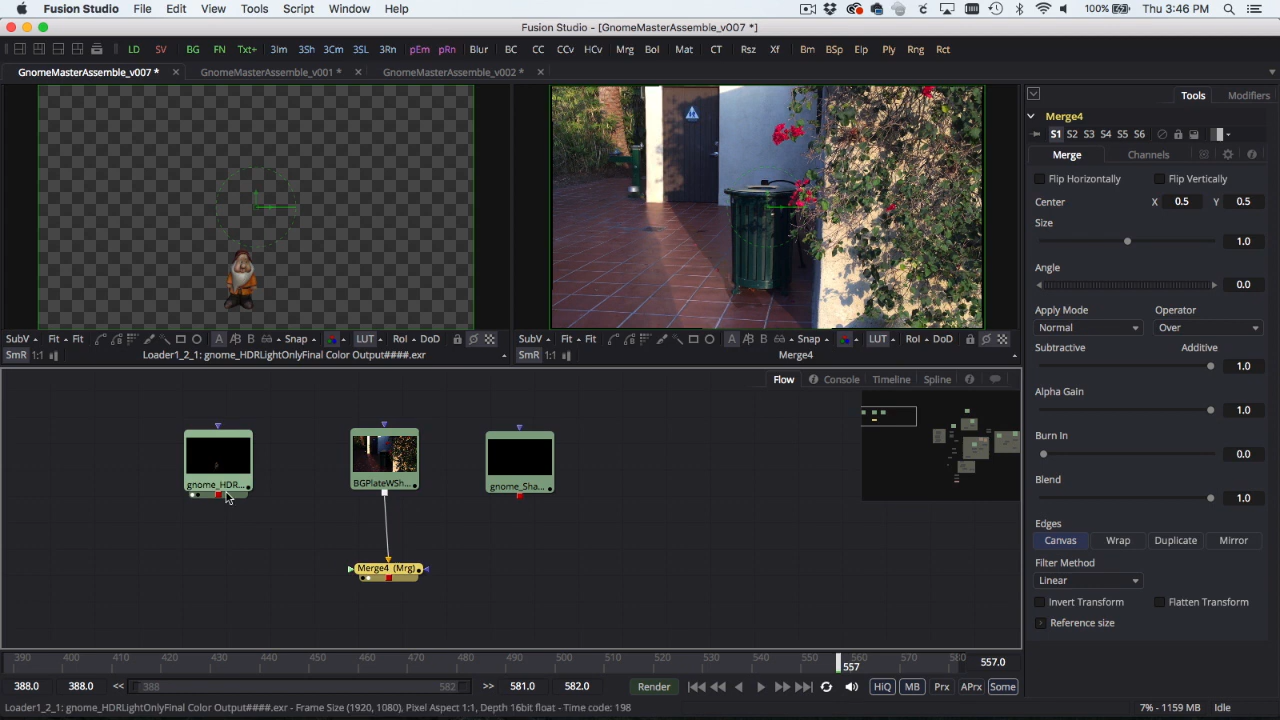 Fusion Studio File Edit View Tools Script Window Help 100% Thu 3:46 PM
Fusion Studio - [GnomeMasterAssemble_v007 *]
LD SV BG FN Txt+ 3Im 3Sh 3Cm 3SL 3Rn pEm pRn Blur BC CC CCv HCv Mrg Bol Mat CT Rsz Xf Bm BSp Elp Ply Rng Rct
GnomeMasterAssemble_v007 * GnomeMasterAssemble_v001 * GnomeMasterAssemble_v002 *
Tools Modifiers
Merge4
S1 S2 S3 S4 S5 S6
Merge Channels
Flip Horizontally Flip Vertically
Center X 0.5 Y 0.5
Size
1.0
Angle
0.0
Apply Mode Operator
Normal Over
Subtractive Additive
1.0
Alpha Gain
1.0
Burn In
0.0
Blend
1.0
Edges
Canvas Wrap Duplicate Mirror
Filter Method
Linear
Invert Transform Flatten Transform
Reference size
SubV Fit Fit A B Snap LUT RoI DoD
SmR 1:1 Loader1_2_1: gnome_HDRLightOnlyFinal Color Output####.exr
SubV Fit Fit A B Snap LUT RoI DoD
SmR 1:1 Merge4
Flow Console Timeline Spline
gnome_HDR... BGPlateWSh... gnome_Sha...
Merge4 (Mrg)
390 400 410 420 430 440 450 460 470 480 490 500 510 520 530 540 550 557 560 570 580 557.0
388.0 388.0 << 388 582 >> 581.0 582.0 Render HiQ MB Prx APrx Some
Loader1_2_1: gnome_HDRLightOnlyFinal Color Output####.exr - Frame Size (1920, 1080), Pixel Aspect 1:1, Depth 16bit float - Time code: 198 7% - 1159 MB Idle